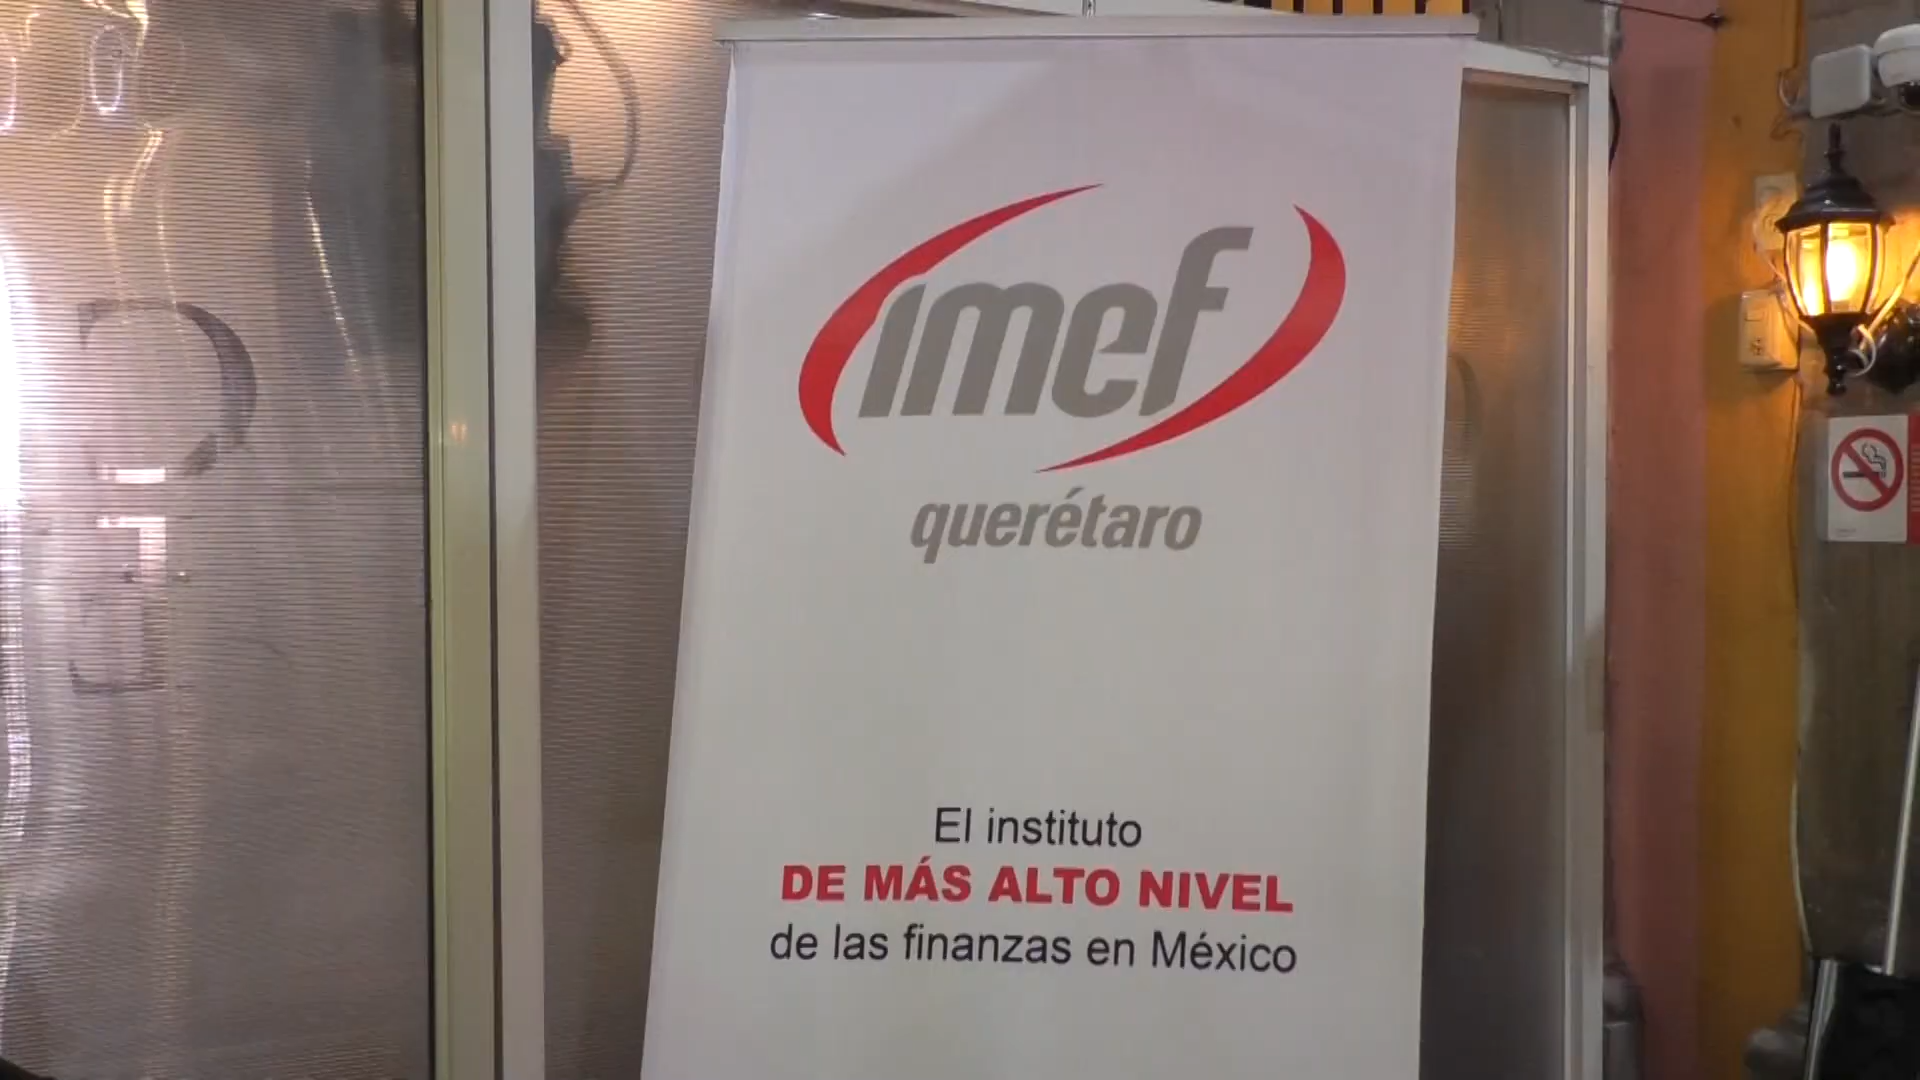 imef
querétaro
El instituto
DE MÁS ALTO NIVEL
de las finanzas en México